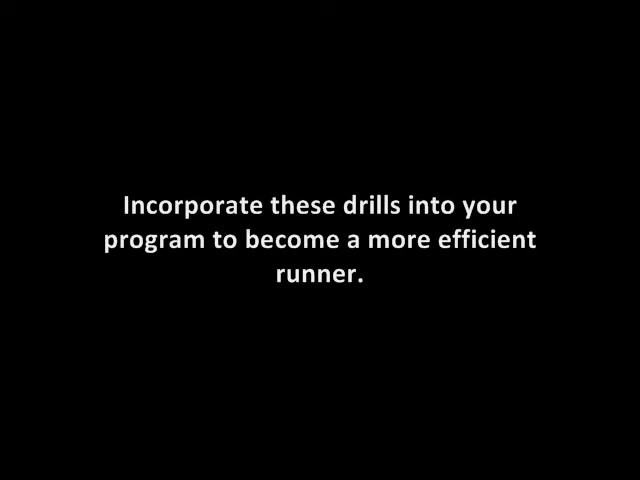 Incorporate these drills into your
program to become a more efficient
runner.